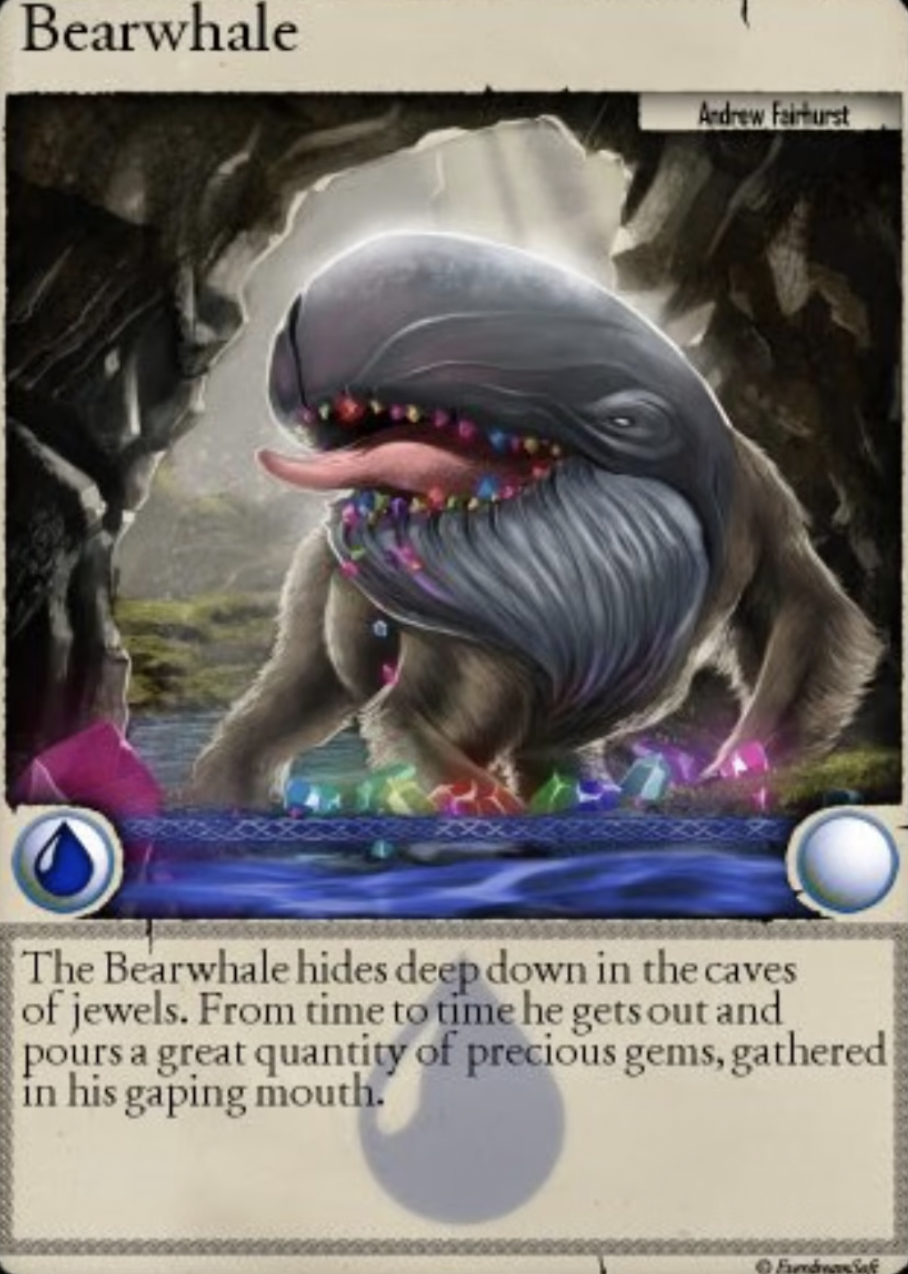 Bearwhale
Andrew Fairhurst
The Bearwhale hides deep down in the caves
of jewels. From time to time he gets out and
pours a great quantity of precious gems, gathered
in his gaping mouth.
© EverdreamSoft